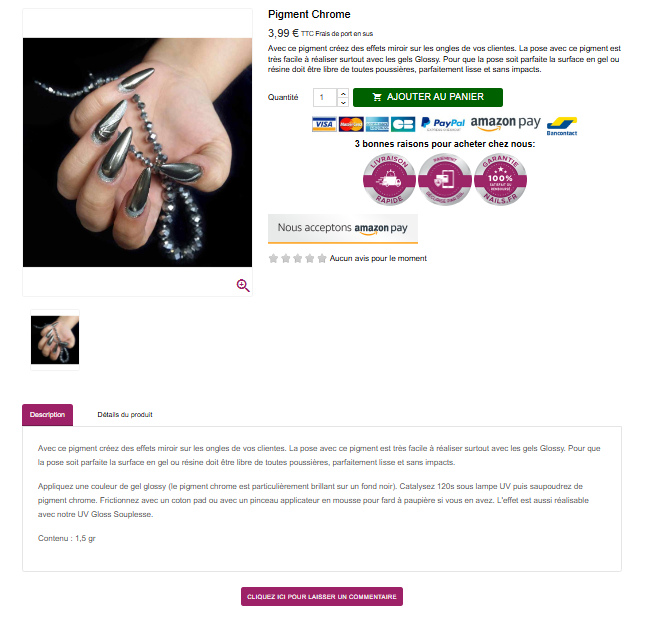 Pigment Chrome
3,99 € TTC Frais de port en sus
Avec ce pigment créez des effets miroir sur les ongles de vos clientes. La pose avec ce pigment est
très facile à réaliser surtout avec les gels Glossy. Pour que la pose soit parfaite la surface en gel ou
résine doit être libre de toutes poussières, parfaitement lisse et sans impacts.
Quantité 1 AJOUTER AU PANIER
VISA MasterCard PayPal amazon pay Bancontact
3 bonnes raisons pour acheter chez nous:
LIVRAISON RAPIDE
PAIEMENT
GARANTIE 100% NAILS.FR
Nous acceptons amazon pay
Aucun avis pour le moment
Description Détails du produit
Avec ce pigment créez des effets miroir sur les ongles de vos clientes. La pose avec ce pigment est très facile à réaliser surtout avec les gels Glossy. Pour que
la pose soit parfaite la surface en gel ou résine doit être libre de toutes poussières, parfaitement lisse et sans impacts.
Appliquez une couleur de gel glossy (le pigment chrome est particulièrement brillant sur un fond noir). Catalysez 120s sous lampe UV puis saupoudrez de
pigment chrome. Frictionnez avec un coton pad ou avec un pinceau applicateur en mousse pour fard à paupière si vous en avez. L'effet est aussi réalisable
avec notre UV Gloss Souplesse.
Contenu : 1,5 gr
CLIQUEZ ICI POUR LAISSER UN COMMENTAIRE